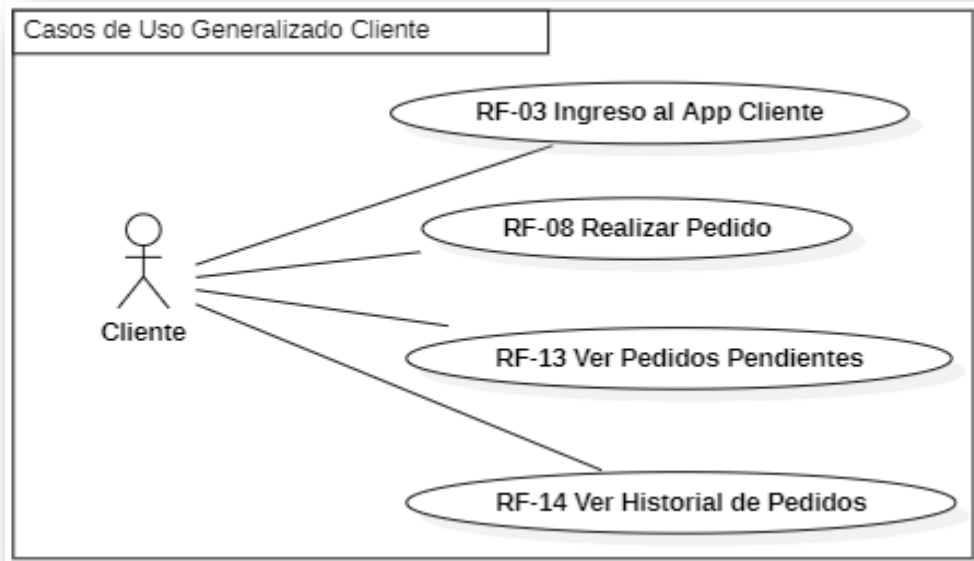 Casos de Uso Generalizado Cliente
RF-03 Ingreso al App Cliente
RF-08 Realizar Pedido
Cliente
RF-13 Ver Pedidos Pendientes
RF-14 Ver Historial de Pedidos